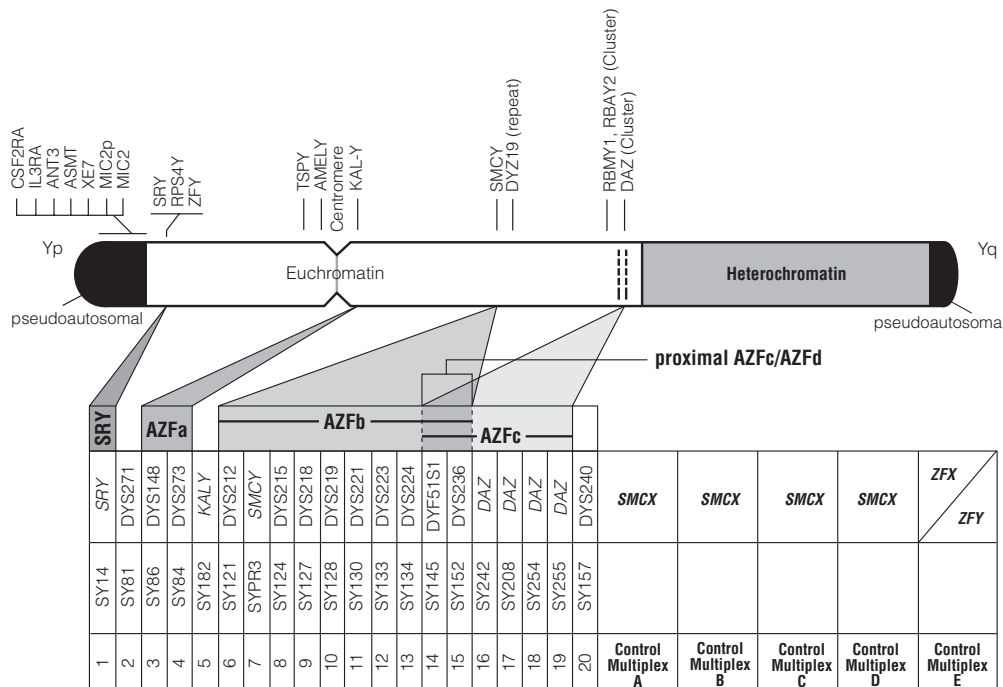 CSF2RA
IL3RA
ANT3
ASMT
XE7
MIC2p
MIC2
SRY
RPS4Y
ZFY
TSPY
AMELY
Centromere
KAL-Y
SMCY
DYZ19 (repeat)
RBMY1, RBAY2 (Cluster)
DAZ (Cluster)
Yp
Yq
Euchromatin
Heterochromatin
pseudoautosomal
pseudoautosoma
proximal AZFc/AZFd
SRY
AZFa
AZFb
AZFc
SRY
DYS271
DYS148
DYS273
KALY
DYS212
SMCY
DYS215
DYS218
DYS219
DYS221
DYS223
DYS224
DYF51S1
DYS236
DAZ
DAZ
DAZ
DAZ
DYS240
SMCX
SMCX
SMCX
SMCX
ZFX
ZFY
SY14
SY81
SY86
SY84
SY182
SY121
SYPR3
SY124
SY127
SY128
SY130
SY133
SY134
SY145
SY152
SY242
SY208
SY254
SY255
SY157
1
2
3
4
5
6
7
8
9
10
11
12
13
14
15
16
17
18
19
20
Control
Multiplex
A
Control
Multiplex
B
Control
Multiplex
C
Control
Multiplex
D
Control
Multiplex
E